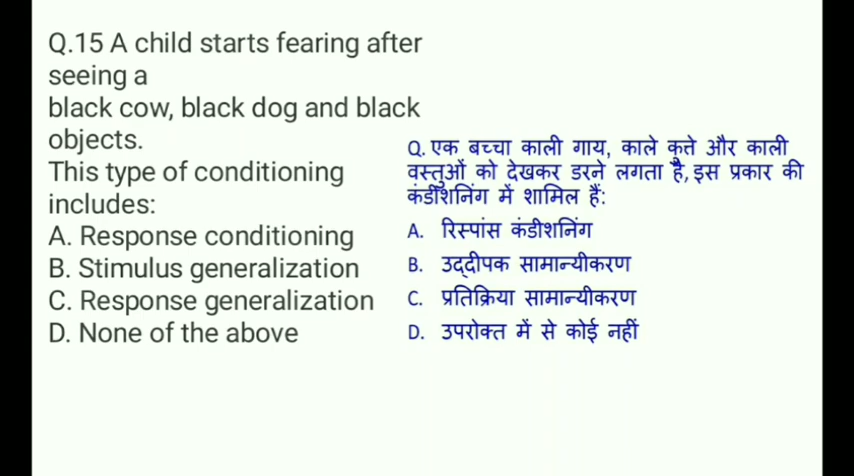 Q.15 A child starts fearing after
seeing a
black cow, black dog and black
objects.
This type of conditioning
includes:
A. Response conditioning
B. Stimulus generalization
C. Response generalization
D. None of the above
Q. एक बच्चा काली गाय, काले कुत्ते और काली
वस्तुओं को देखकर डरने लगता है, इस प्रकार की
कंडीशनिंग में शामिल हैं:
A. रिस्पांस कंडीशनिंग
B. उद्दीपक सामान्यीकरण
C. प्रतिक्रिया सामान्यीकरण
D. उपरोक्त में से कोई नहीं